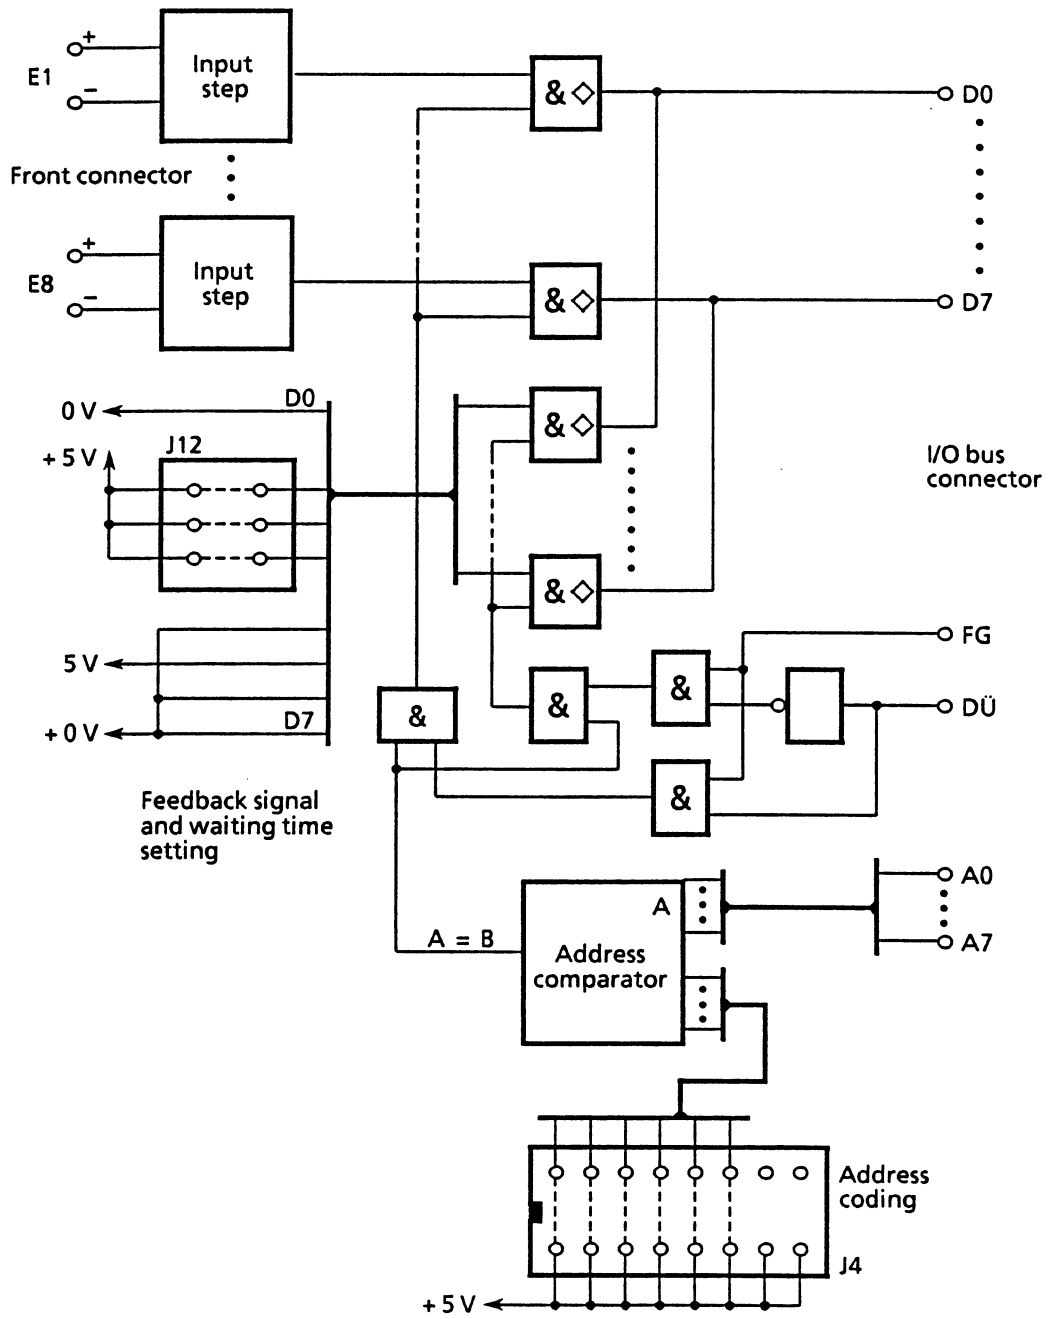 +
E1
−
Input
step
& ◇
D0
Front connector
+
E8
−
Input
step
& ◇
D7
0 V
D0
+ 5 V
J12
& ◇
I/O bus
connector
& ◇
FG
5 V
+ 0 V
D7
&
&
&
DÜ
&
Feedback signal
and waiting time
setting
A
A0
A = B
Address
comparator
A7
Address
coding
J4
+ 5 V